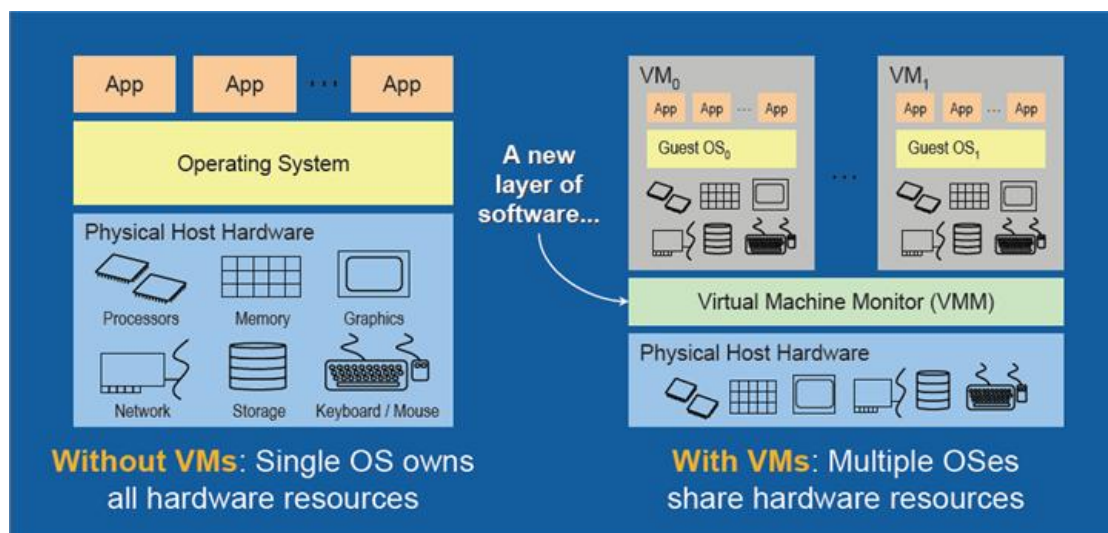 App App ... App
Operating System
Physical Host Hardware
Processors Memory Graphics
Network Storage Keyboard / Mouse
Without VMs: Single OS owns
all hardware resources
A new
layer of
software...
VM₀
App App ... App
Guest OS₀
...
VM₁
App App ... App
Guest OS₁
Virtual Machine Monitor (VMM)
Physical Host Hardware
With VMs: Multiple OSes
share hardware resources